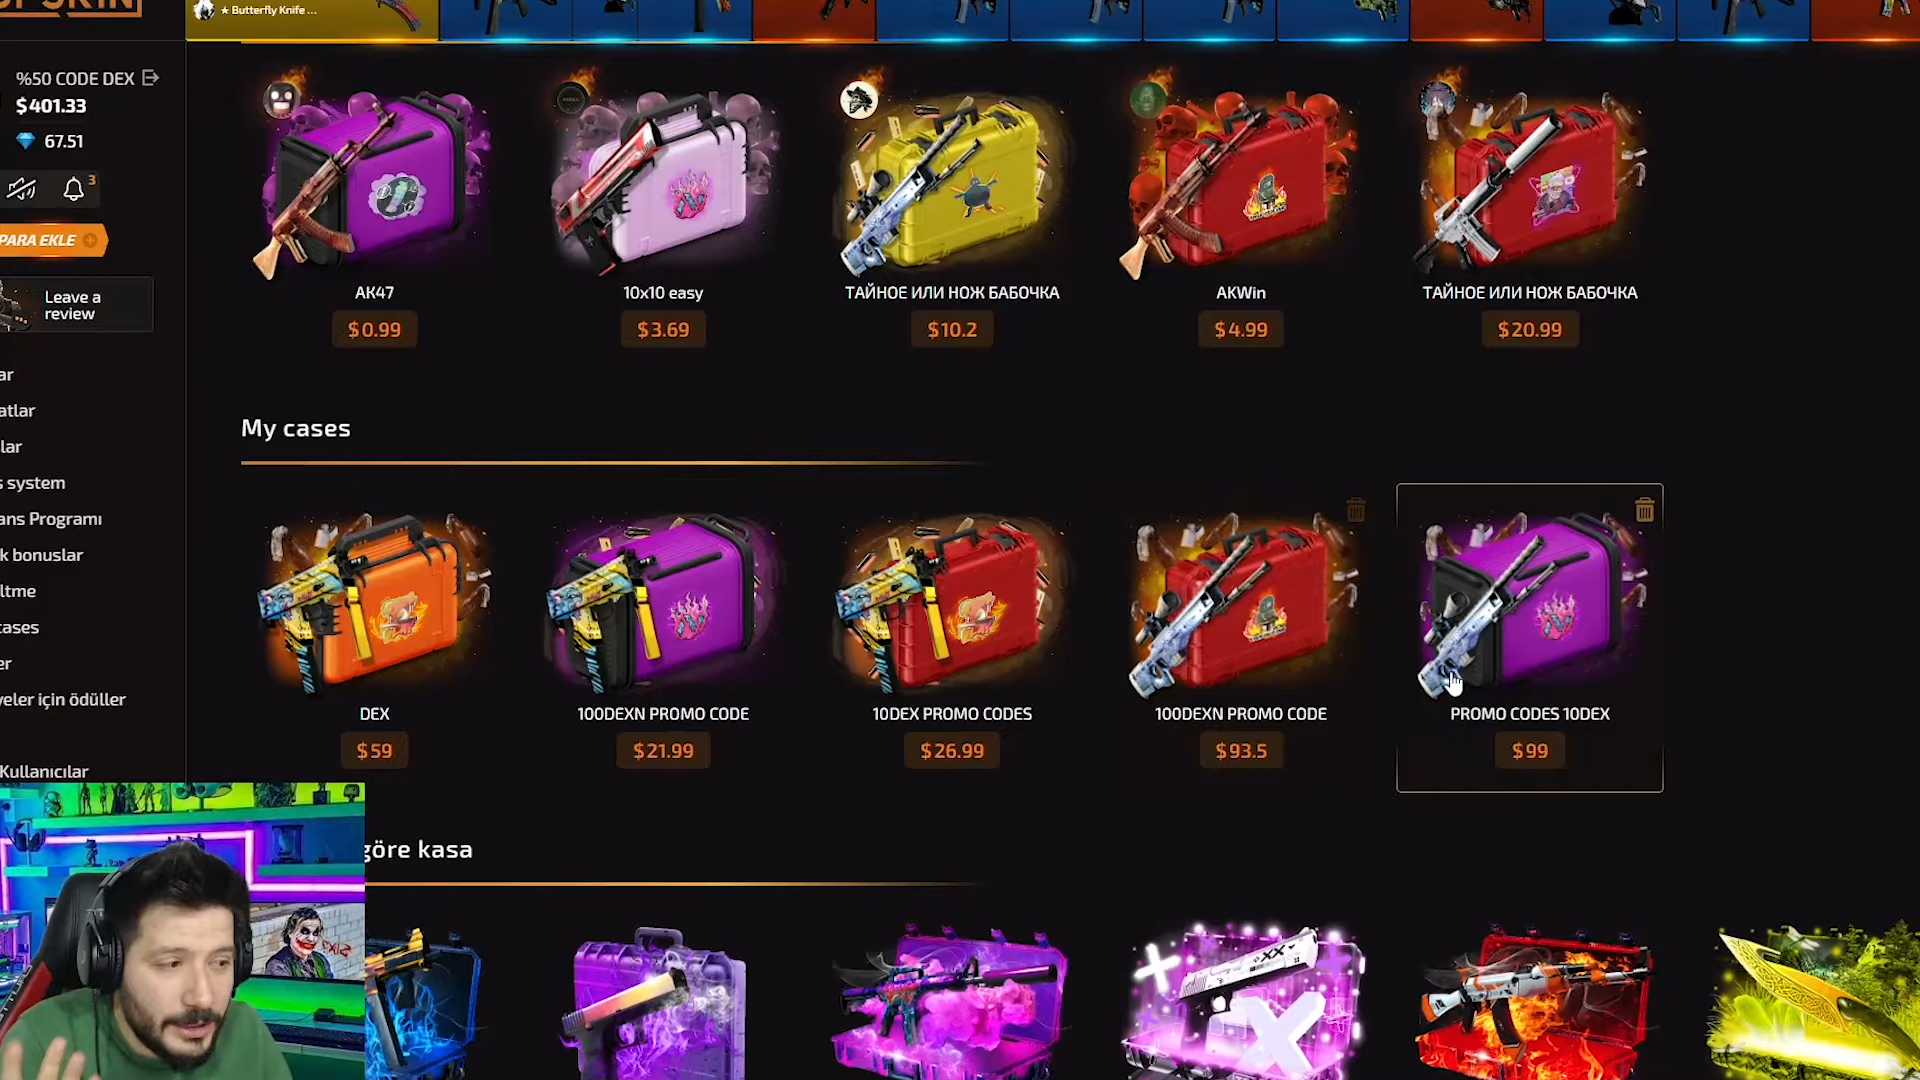 ★ Butterfly Knife ...
%50 CODE DEX
$401.33
67.51
3
PARA EKLE
Leave a
review
ar
atlar
lar
s system
ans Programı
k bonuslar
ltme
cases
er
yeler için ödüller
Kullanıcılar
AK47
$0.99
10x10 easy
$3.69
ТАЙНОЕ ИЛИ НОЖ БАБОЧКА
$10.2
AKWin
$4.99
ТАЙНОЕ ИЛИ НОЖ БАБОЧКА
$20.99
My cases
DEX
$59
100DEXN PROMO CODE
$21.99
10DEX PROMO CODES
$26.99
100DEXN PROMO CODE
$93.5
PROMO CODES 10DEX
$99
göre kasa